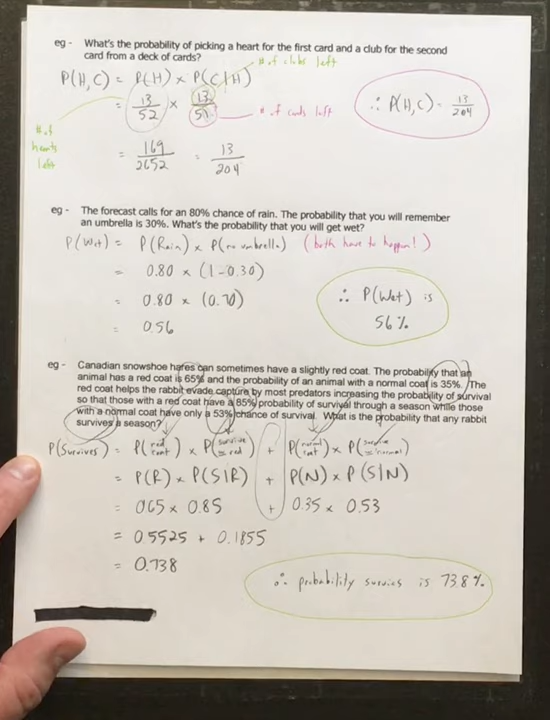 eg - What's the probability of picking a heart for the first card and a club for the second
card from a deck of cards?
# of clubs left
P(H,C) = P(H) × P(C|H)
= 13/52 × 13/51
# of cards left
# of
hearts
left
∴ P(H,C) = 13/204
= 169/2652 = 13/204
eg - The forecast calls for an 80% chance of rain. The probability that you will remember
an umbrella is 30%. What's the probability that you will get wet?
P(Wet) = P(Rain) × P(no umbrella) (both have to happen!)
= 0.80 × (1-0.30)
= 0.80 × (0.70)
= 0.56
∴ P(Wet) is
56%
eg - Canadian snowshoe hares can sometimes have a slightly red coat. The probability that an
animal has a red coat is 65% and the probability of an animal with a normal coat is 35%. The
red coat helps the rabbit evade capture by most predators increasing the probability of survival
so that those with a red coat have a 85% probability of survival through a season while those
with a normal coat have only a 53% chance of survival. What is the probability that any rabbit
survives a season?
P(Survives) = P(red coat) × P(survive red) + P(normal coat) × P(survive normal)
= P(R) × P(S|R) + P(N) × P(S|N)
= 0.65 × 0.85 + 0.35 × 0.53
= 0.5525 + 0.1855
= 0.738
∴ probability survives is 73.8%